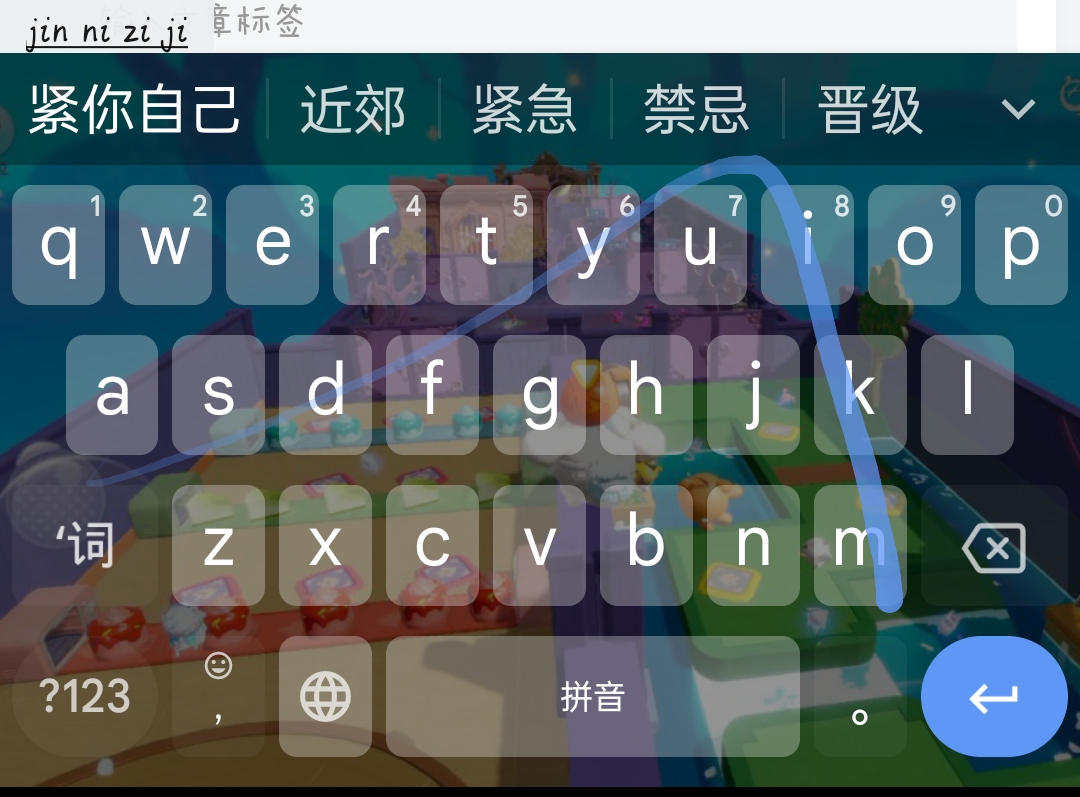 jin ni zi ji 章标签
紧你自己 近郊 紧急 禁忌 晋级
q 1 w 2 e 3 r 4 t 5 y 6 u 7 i 8 o 9 p 0
a s d f g h j k l
'词 z x c v b n m
?123 , 拼音 。